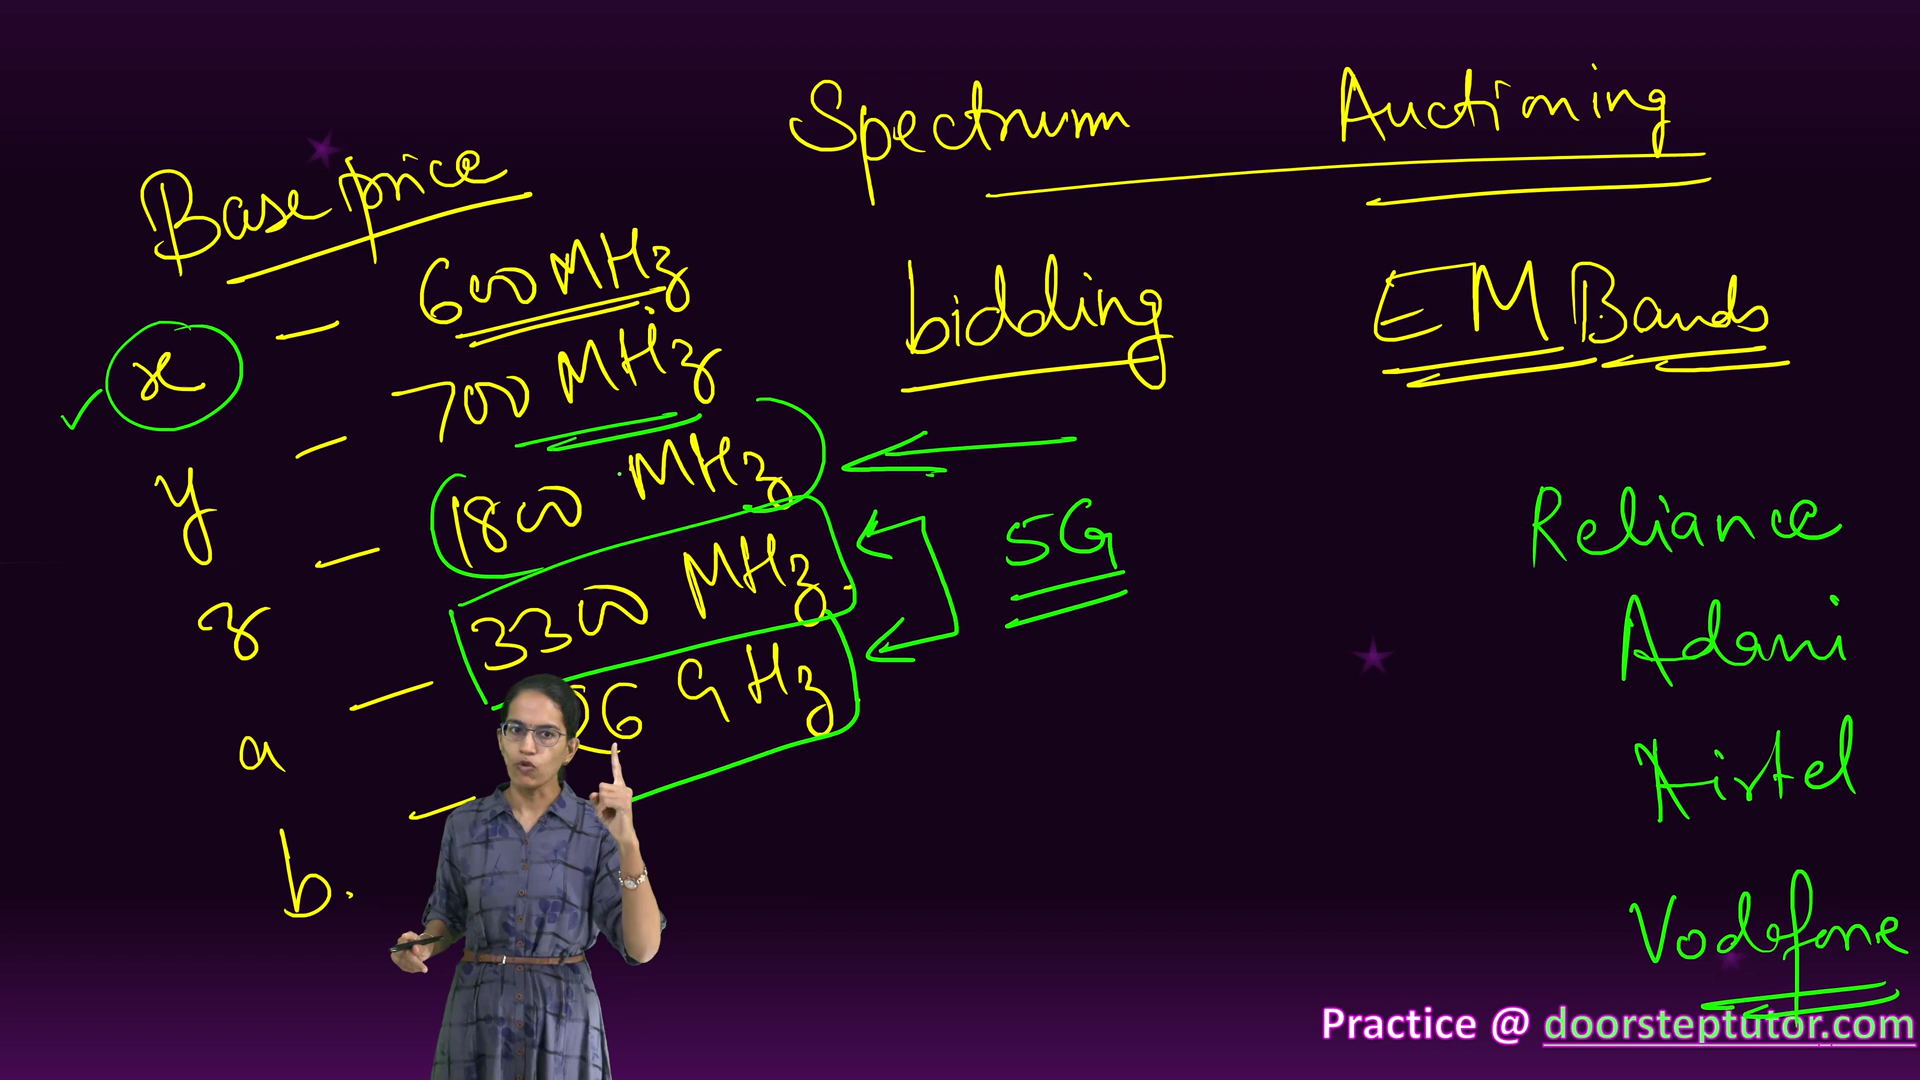 Spectrum Auctioning
Base price
x - 600 MHz
y - 700 MHz
z - 1800 MHz
a - 3300 MHz
b. - 26 GHz
bidding
EM Bands
5G
Reliance
Adani
Airtel
Vodafone
Practice @ doorsteptutor.com